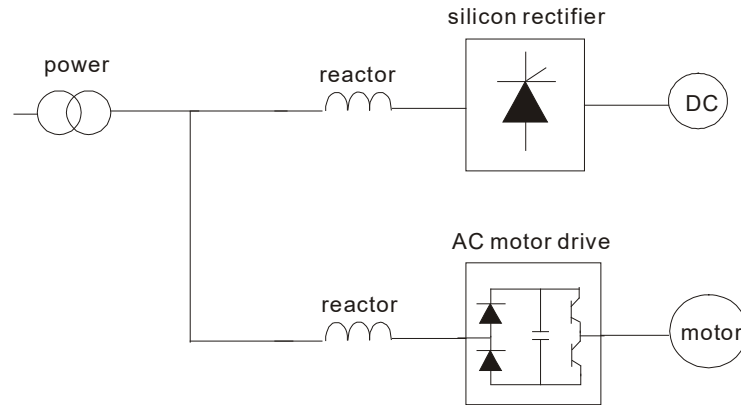 silicon rectifier
power
reactor
DC
AC motor drive
reactor
motor